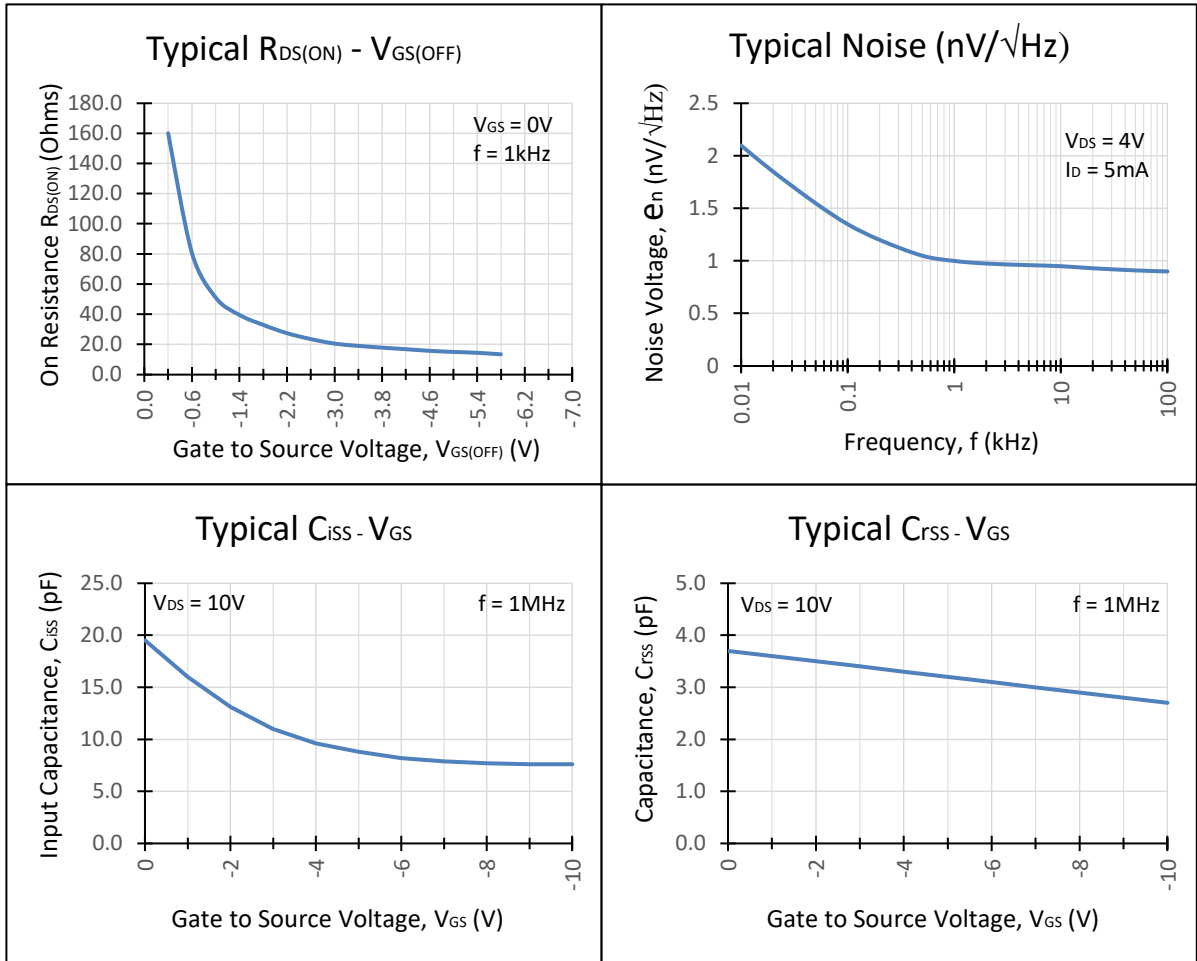 Typical RDS(ON) - VGS(OFF)
On Resistance RDS(ON) (Ohms)
180.0
160.0
140.0
120.0
100.0
80.0
60.0
40.0
20.0
0.0
VGS = 0V
f = 1kHz
0.0
-0.6
-1.4
-2.2
-3.0
-3.8
-4.6
-5.4
-6.2
-7.0
Gate to Source Voltage, VGS(OFF) (V)
Typical Noise (nV/√Hz)
Noise Voltage, en (nV/√Hz)
2.5
2
1.5
1
0.5
0
VDS = 4V
ID = 5mA
0.01
0.1
1
10
100
Frequency, f (kHz)
Typical CiSS - VGS
Input Capacitance, CiSS (pF)
25.0
20.0
15.0
10.0
5.0
0.0
VDS = 10V
f = 1MHz
0
-2
-4
-6
-8
-10
Gate to Source Voltage, VGS (V)
Typical CrSS - VGS
Capacitance, Crss (pF)
5.0
4.0
3.0
2.0
1.0
0.0
VDS = 10V
f = 1MHz
0
-2
-4
-6
-8
-10
Gate to Source Voltage, VGS (V)